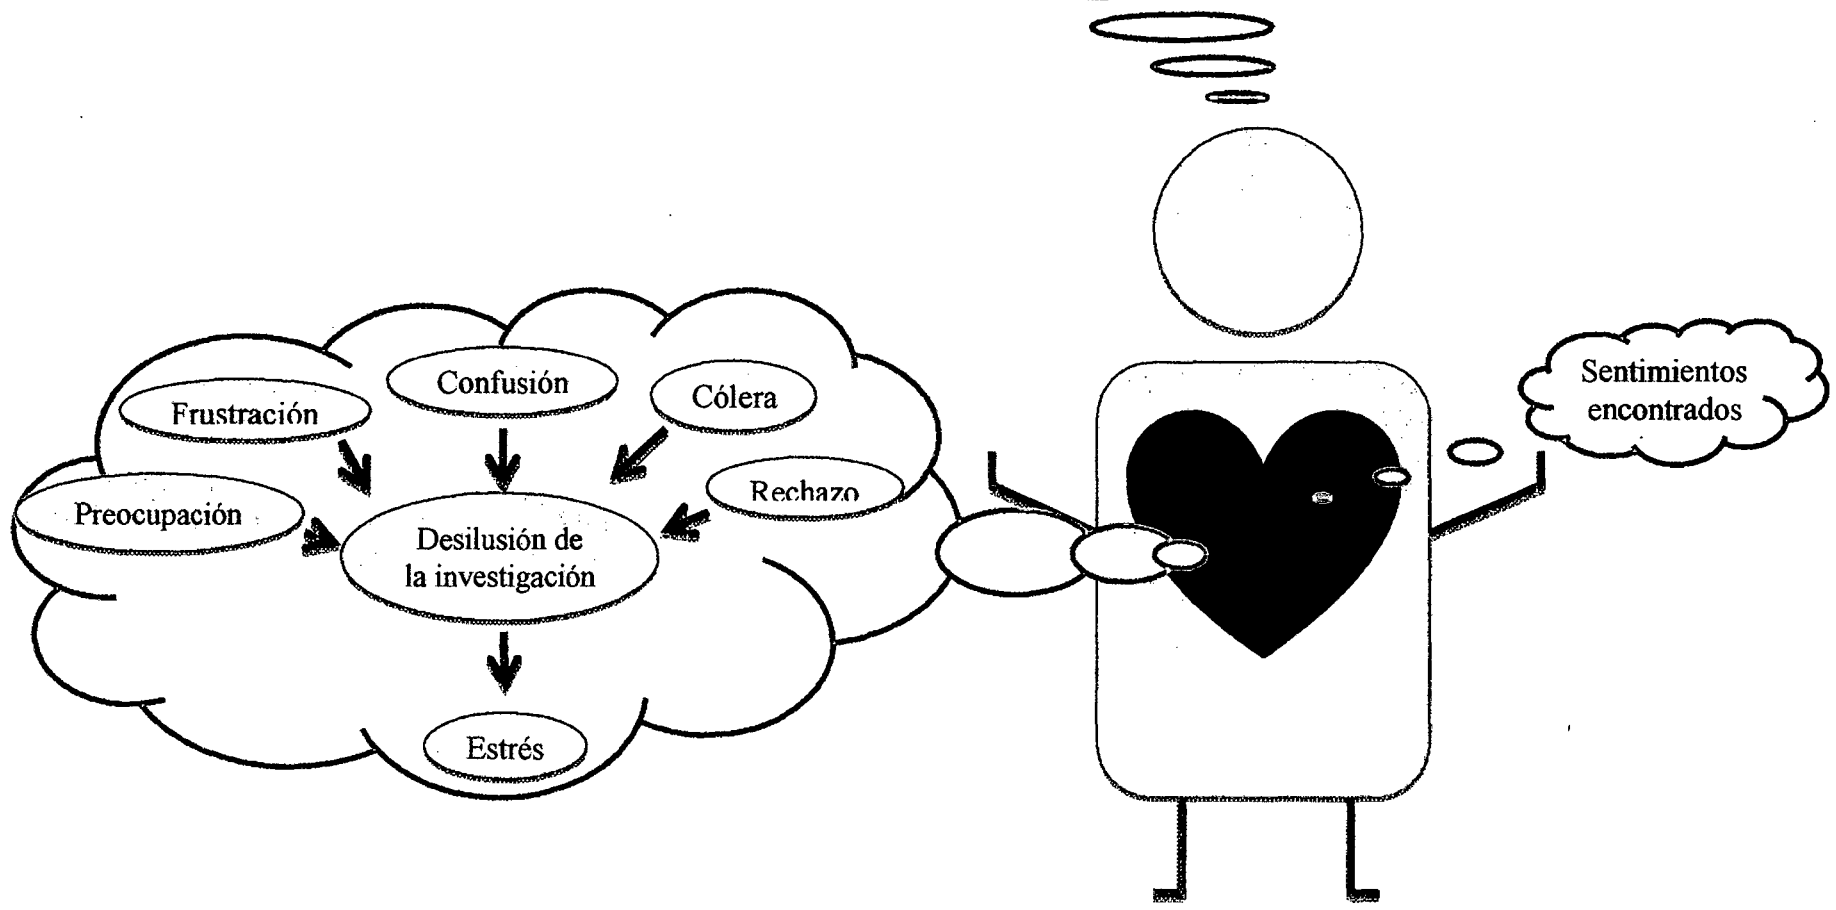 Confusión
Cólera
Frustración
Rechazo
Preocupación
Desilusión de
la investigación
Estrés
Sentimientos
encontrados